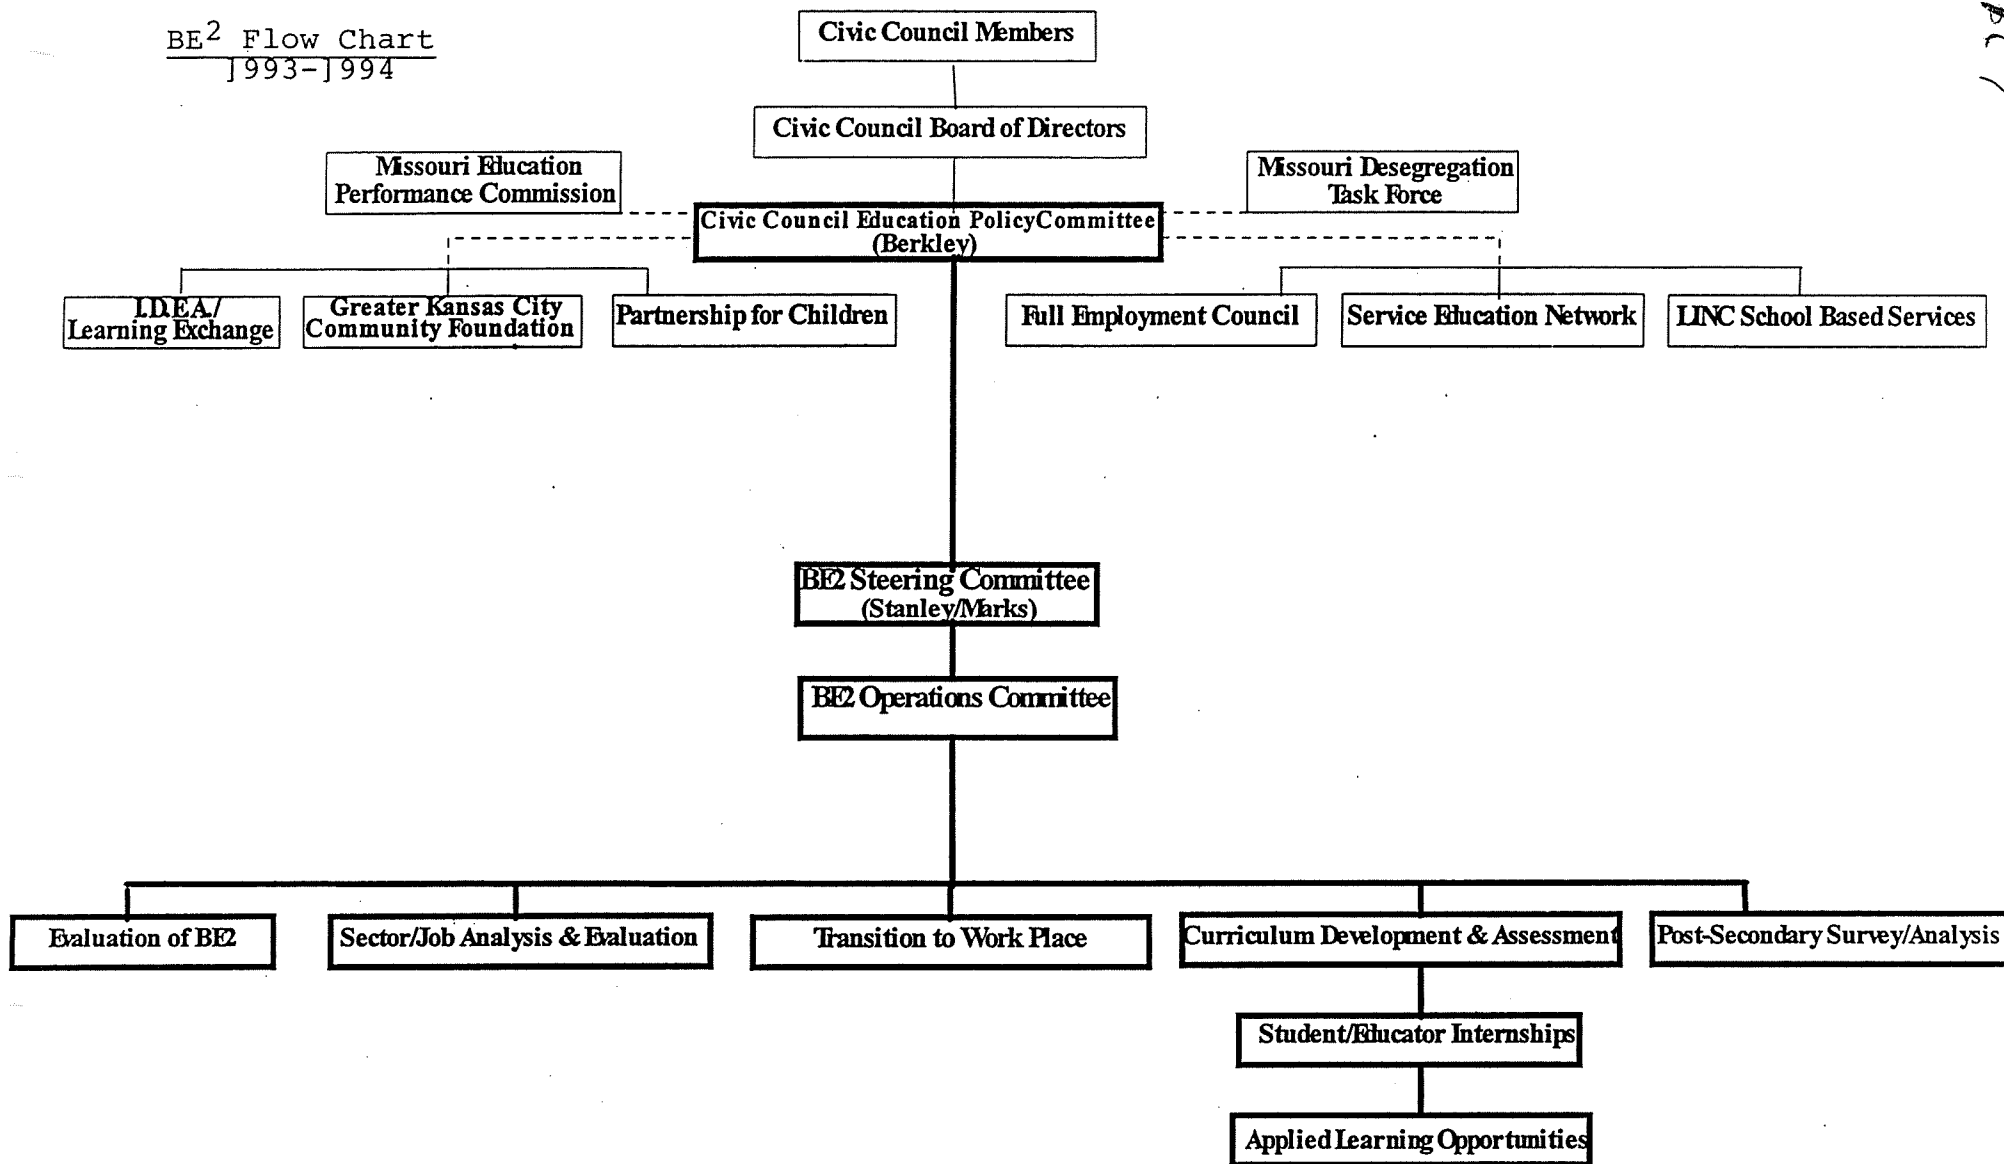 BE² Flow Chart
1993-1994
Civic Council Members
Civic Council Board of Directors
Missouri Education
Performance Commission
Missouri Desegregation
Task Force
Civic Council Education PolicyCommittee
(Berkley)
I.D.E.A./
Learning Exchange
Greater Kansas City
Community Foundation
Partnership for Children
Full Employment Council
Service Education Network
LINC School Based Services
BE2 Steering Committee
(Stanley/Marks)
BE2 Operations Committee
Evaluation of BE2
Sector/Job Analysis & Evaluation
Transition to Work Place
Curriculum Development & Assessment
Post-Secondary Survey/Analysis
Student/Educator Internships
Applied Learning Opportunities